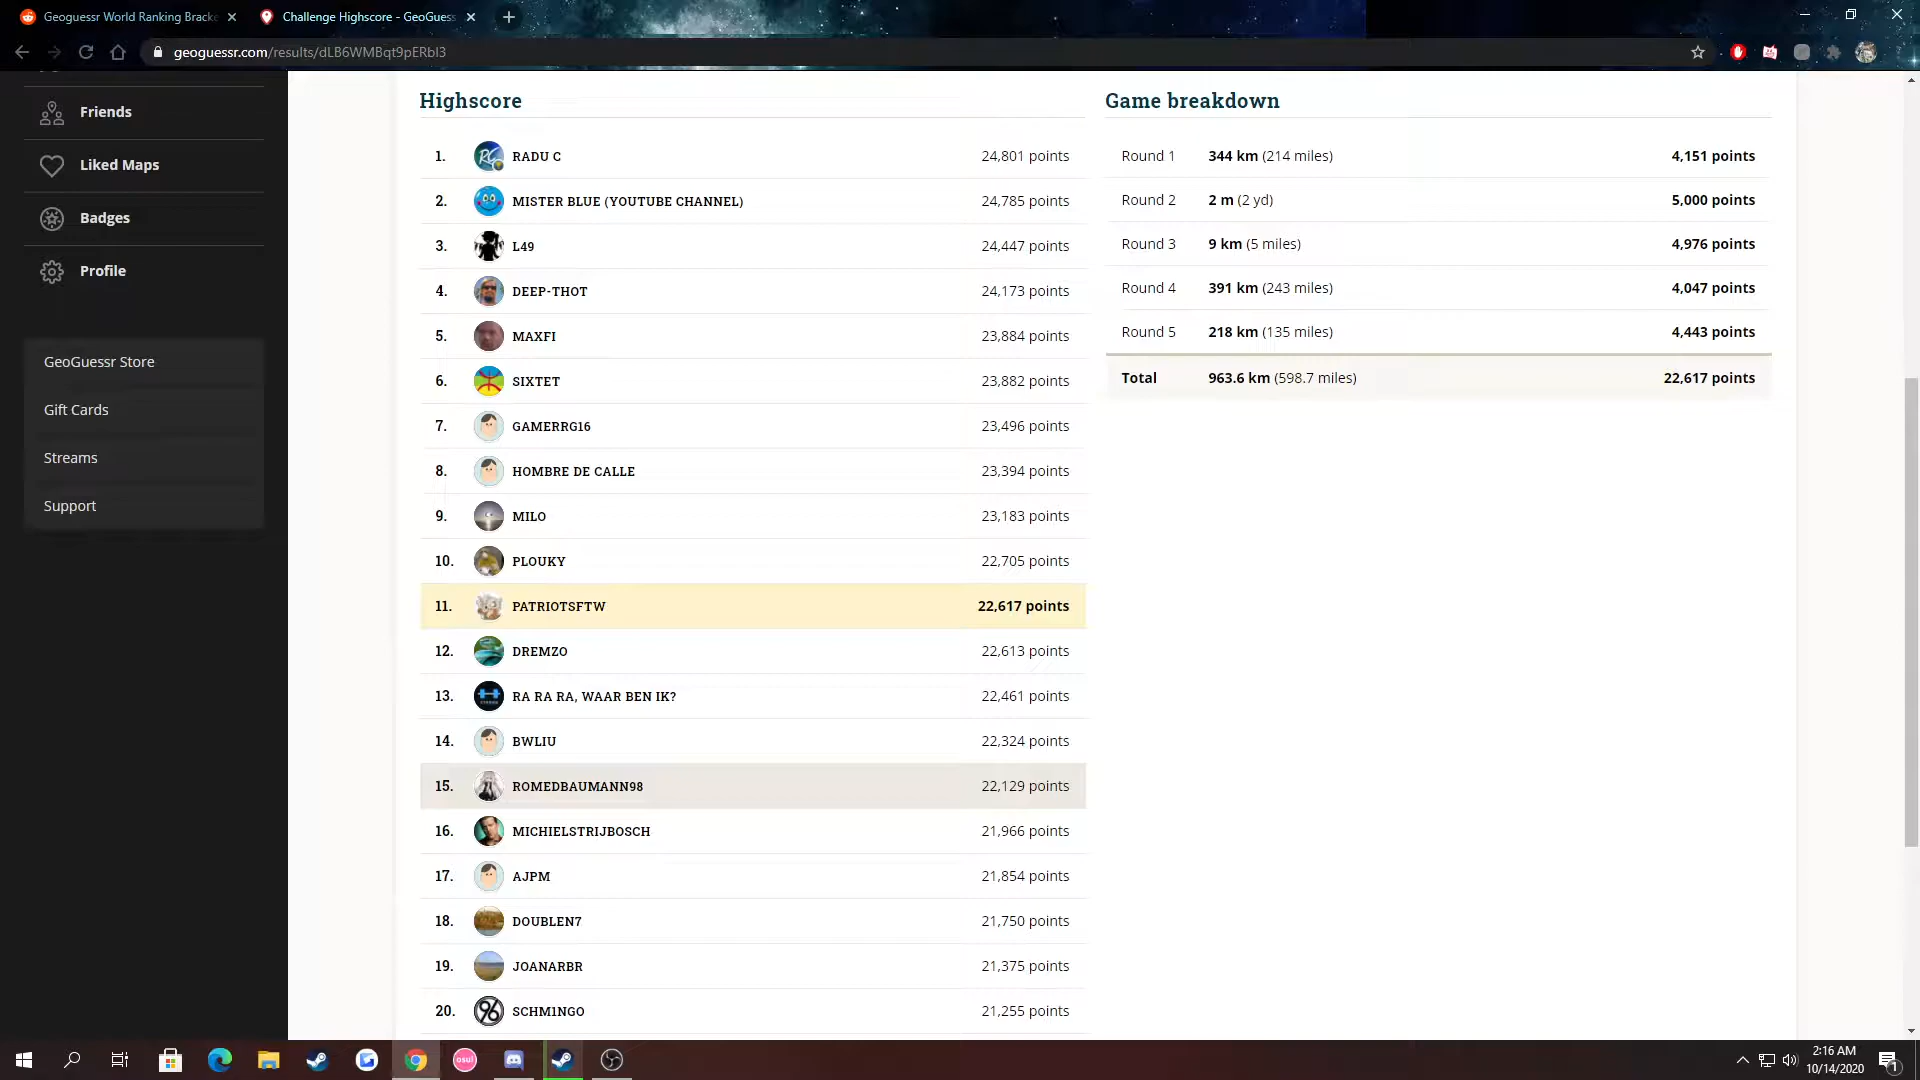 Geoguessr World Ranking Bracke
Challenge Highscore - GeoGuess
geoguessr.com/results/dLB6WMBqt9pERbl3
Friends
Liked Maps
Badges
Profile
GeoGuessr Store
Gift Cards
Streams
Support
Highscore
1. RADU C 24,801 points
2. MISTER BLUE (YOUTUBE CHANNEL) 24,785 points
3. L49 24,447 points
4. DEEP-THOT 24,173 points
5. MAXFI 23,884 points
6. SIXTET 23,882 points
7. GAMERRG16 23,496 points
8. HOMBRE DE CALLE 23,394 points
9. MILO 23,183 points
10. PLOUKY 22,705 points
11. PATRIOTSFTW 22,617 points
12. DREMZO 22,613 points
13. RA RA RA, WAAR BEN IK? 22,461 points
14. BWLIU 22,324 points
15. ROMEDBAUMANN98 22,129 points
16. MICHIELSTRIJBOSCH 21,966 points
17. AJPM 21,854 points
18. DOUBLEN7 21,750 points
19. JOANARBR 21,375 points
20. SCHM1NGO 21,255 points
Game breakdown
Round 1 344 km (214 miles) 4,151 points
Round 2 2 m (2 yd) 5,000 points
Round 3 9 km (5 miles) 4,976 points
Round 4 391 km (243 miles) 4,047 points
Round 5 218 km (135 miles) 4,443 points
Total 963.6 km (598.7 miles) 22,617 points
RC
96
osu!
2:16 AM
10/14/2020
1